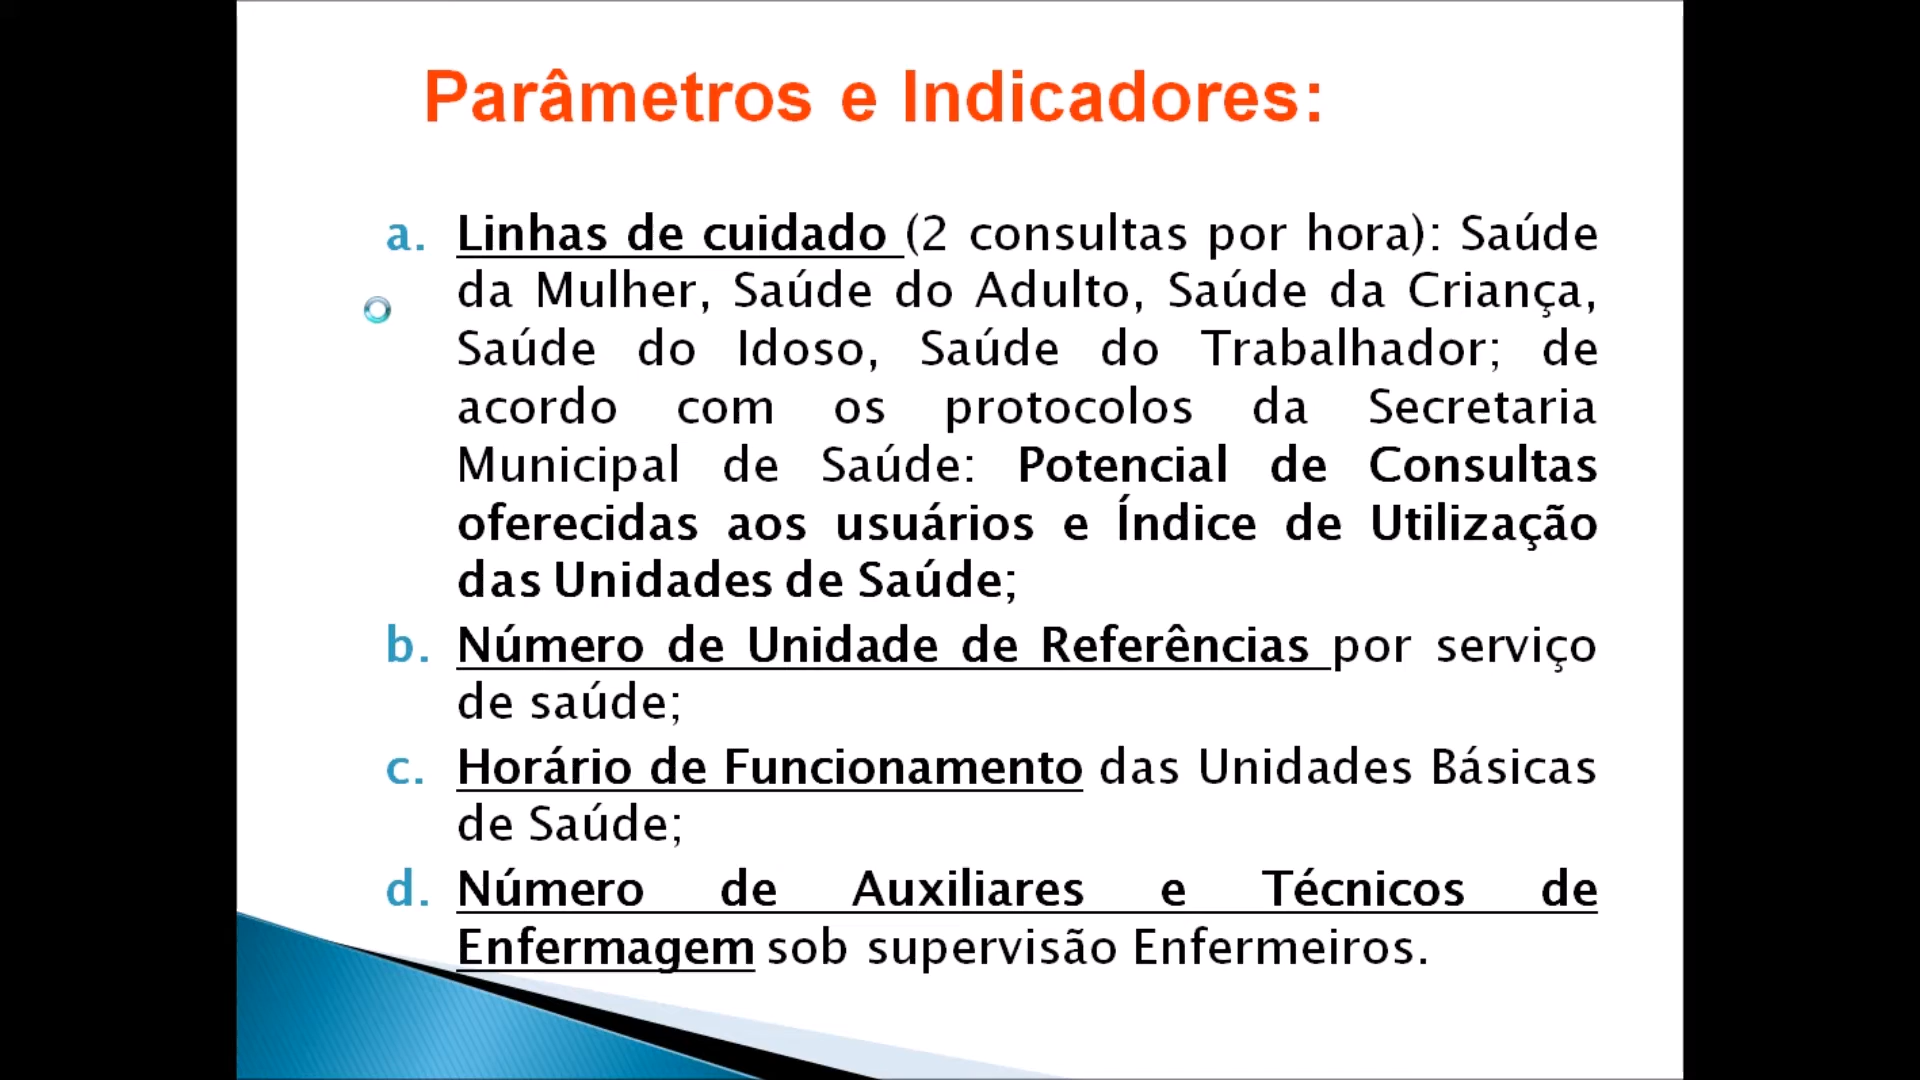 Parâmetros e Indicadores:
a. Linhas de cuidado (2 consultas por hora): Saúde
da Mulher, Saúde do Adulto, Saúde da Criança,
Saúde do Idoso, Saúde do Trabalhador; de
acordo com os protocolos da Secretaria
Municipal de Saúde: Potencial de Consultas
oferecidas aos usuários e Índice de Utilização
das Unidades de Saúde;
b. Número de Unidade de Referências por serviço
de saúde;
c. Horário de Funcionamento das Unidades Básicas
de Saúde;
d. Número de Auxiliares e Técnicos de
Enfermagem sob supervisão Enfermeiros.